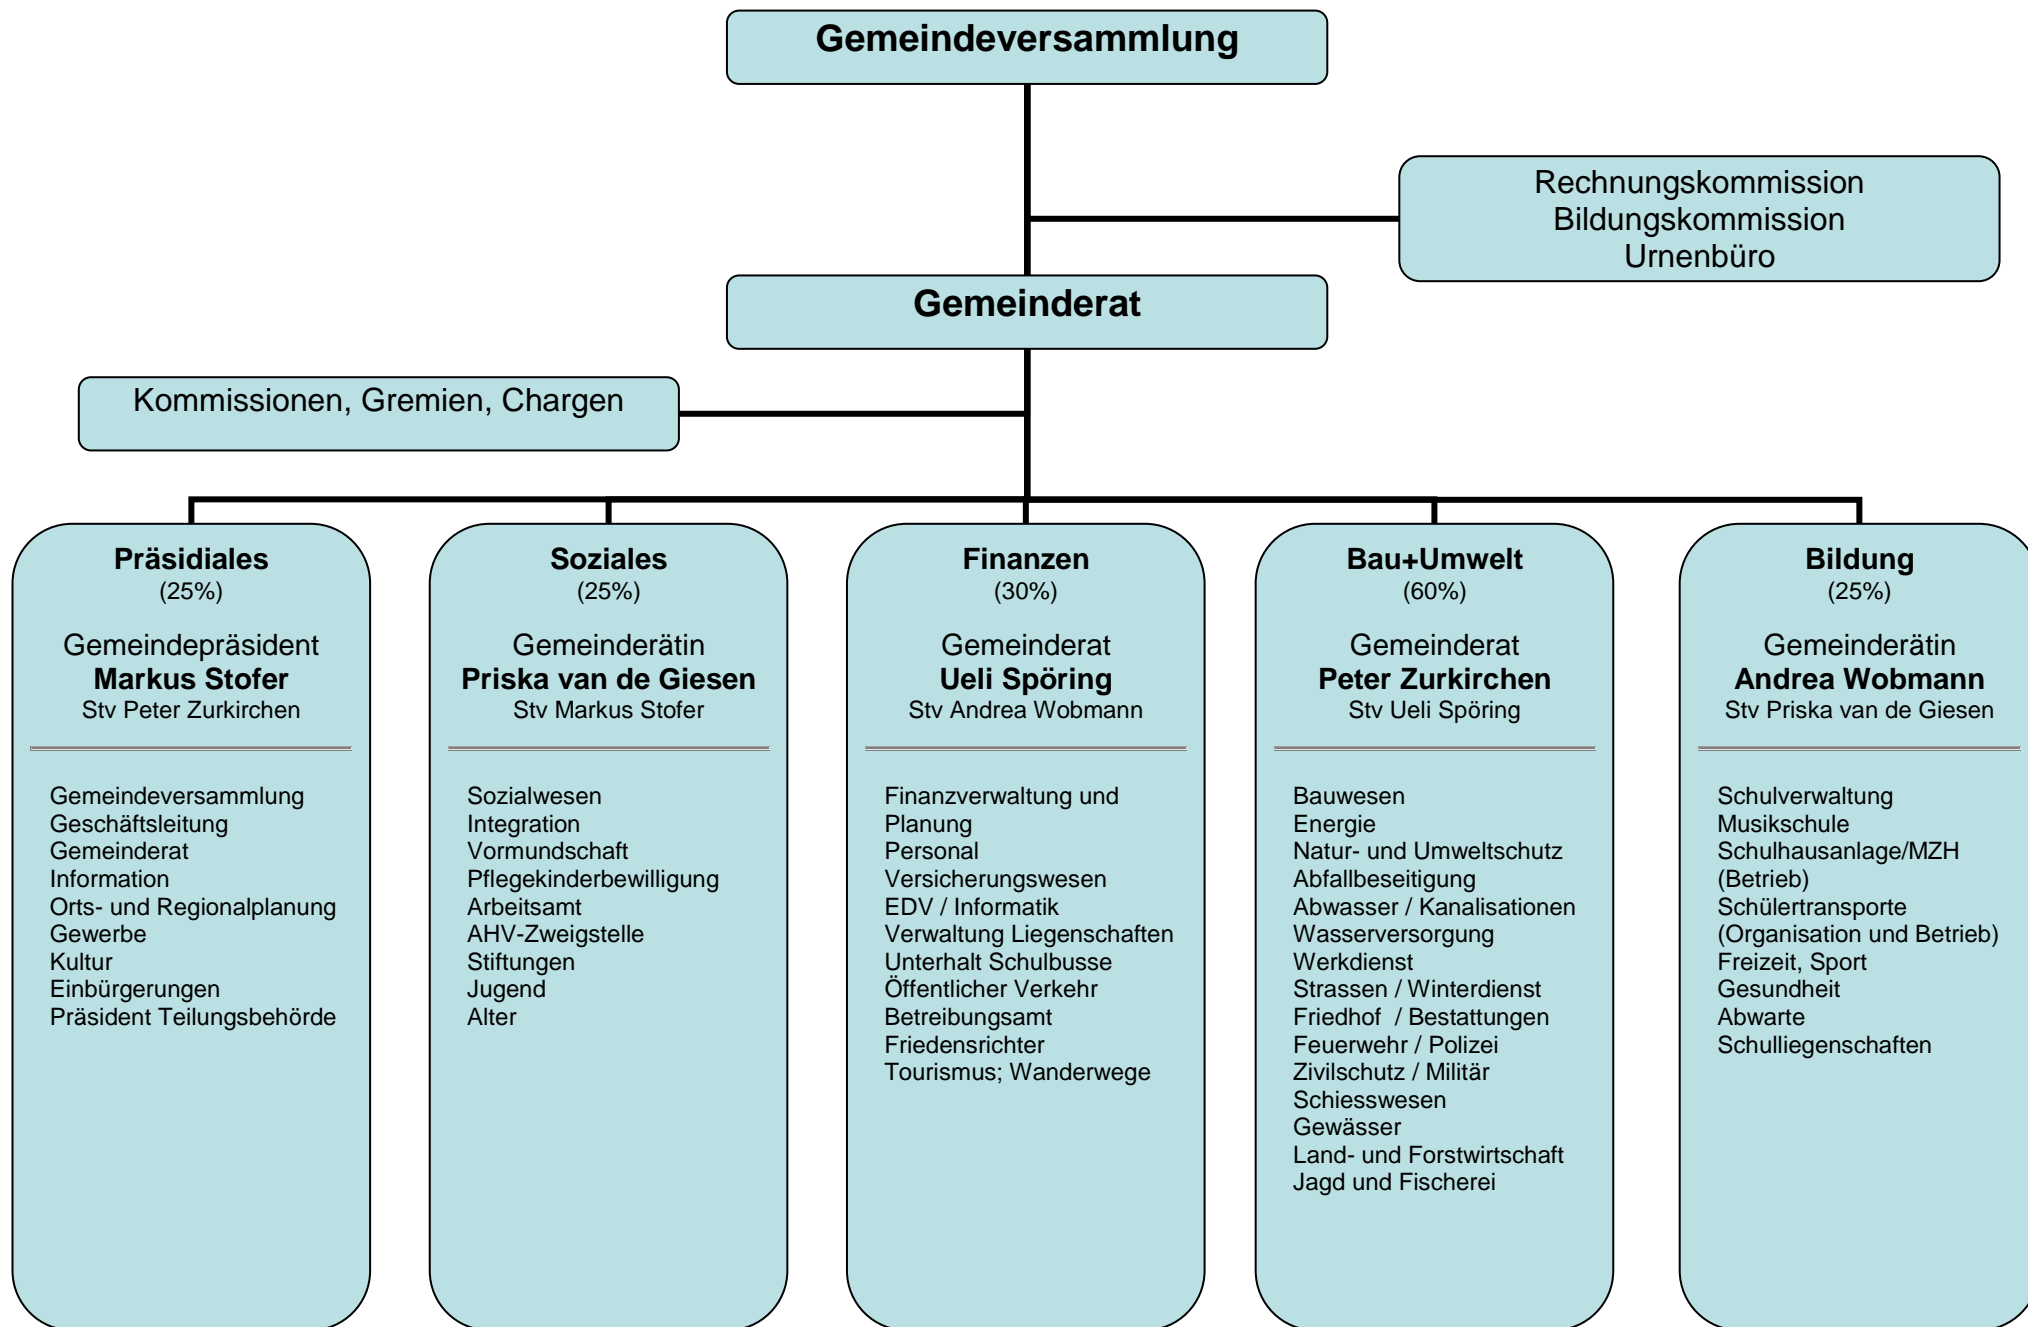 Gemeindeversammlung
Rechnungskommission
Bildungskommission
Urnenbüro
Gemeinderat
Kommissionen, Gremien, Chargen
Präsidiales
(25%)
Gemeindepräsident
Markus Stofer
Stv Peter Zurkirchen
Gemeindeversammlung
Geschäftsleitung
Gemeinderat
Information
Orts- und Regionalplanung
Gewerbe
Kultur
Einbürgerungen
Präsident Teilungsbehörde
Soziales
(25%)
Gemeinderätin
Priska van de Giesen
Stv Markus Stofer
Sozialwesen
Integration
Vormundschaft
Pflegekinderbewilligung
Arbeitsamt
AHV-Zweigstelle
Stiftungen
Jugend
Alter
Finanzen
(30%)
Gemeinderat
Ueli Spöring
Stv Andrea Wobmann
Finanzverwaltung und
Planung
Personal
Versicherungswesen
EDV / Informatik
Verwaltung Liegenschaften
Unterhalt Schulbusse
Öffentlicher Verkehr
Betreibungsamt
Friedensrichter
Tourismus; Wanderwege
Bau+Umwelt
(60%)
Gemeinderat
Peter Zurkirchen
Stv Ueli Spöring
Bauwesen
Energie
Natur- und Umweltschutz
Abfallbeseitigung
Abwasser / Kanalisationen
Wasserversorgung
Werkdienst
Strassen / Winterdienst
Friedhof  / Bestattungen
Feuerwehr / Polizei
Zivilschutz / Militär
Schiesswesen
Gewässer
Land- und Forstwirtschaft
Jagd und Fischerei
Bildung
(25%)
Gemeinderätin
Andrea Wobmann
Stv Priska van de Giesen
Schulverwaltung
Musikschule
Schulhausanlage/MZH
(Betrieb)
Schülertransporte
(Organisation und Betrieb)
Freizeit, Sport
Gesundheit
Abwarte
Schulliegenschaften